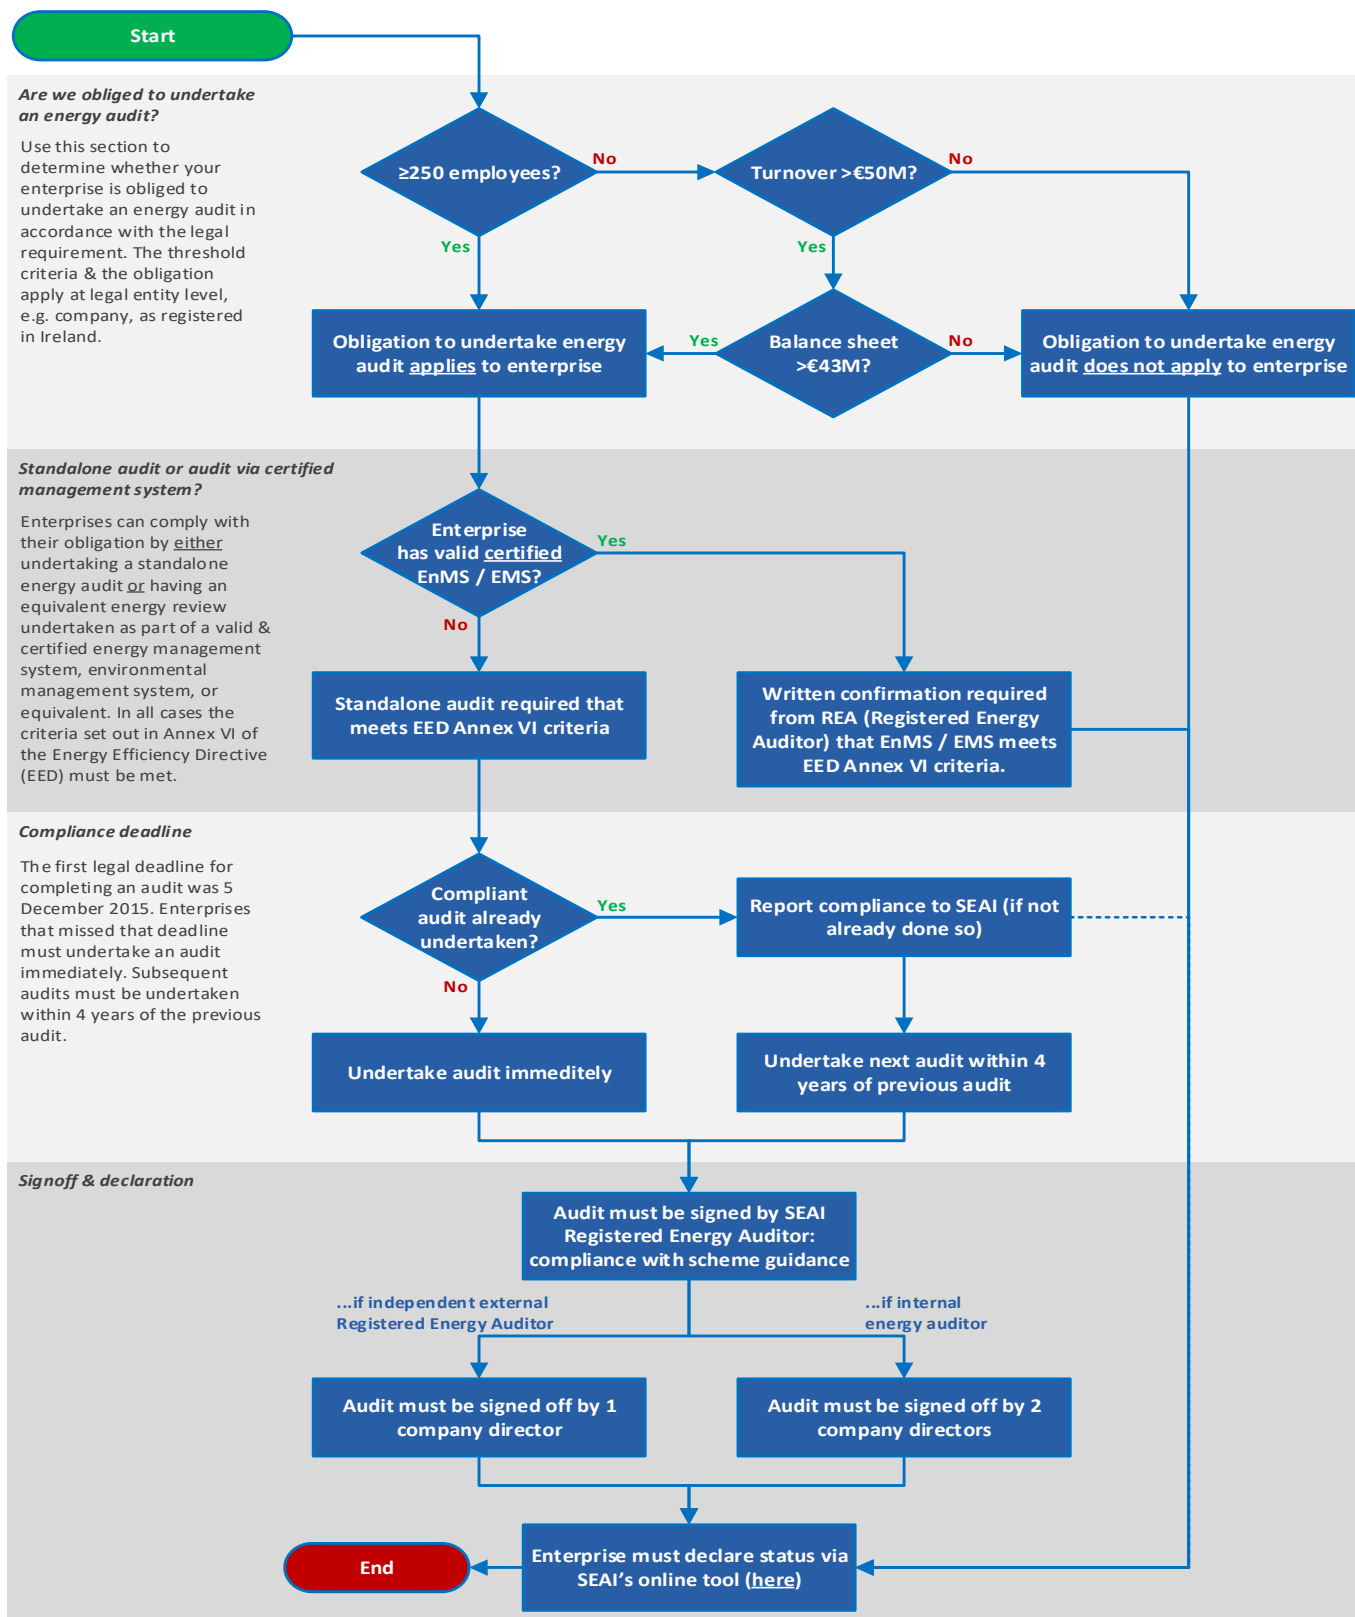 Start
Are we obliged to undertake
an energy audit?
Use this section to
determine whether your
enterprise is obliged to
undertake an energy audit in
accordance with the legal
requirement. The threshold
criteria & the obligation
apply at legal entity level,
e.g. company, as registered
in Ireland.
≥250 employees?
No
Turnover >€50M?
No
Yes
Yes
Obligation to undertake energy
audit applies to enterprise
Yes
Balance sheet
>€43M?
No
Obligation to undertake energy
audit does not apply to enterprise
Standalone audit or audit via certified
management system?
Enterprises can comply with
their obligation by either
undertaking a standalone
energy audit or having an
equivalent energy review
undertaken as part of a valid &
certified energy management
system, environmental
management system, or
equivalent. In all cases the
criteria set out in Annex VI of
the Energy Efficiency Directive
(EED) must be met.
Enterprise
has valid certified
EnMS / EMS?
Yes
No
Standalone audit required that
meets EED Annex VI criteria
Written confirmation required
from REA (Registered Energy
Auditor) that EnMS / EMS meets
EED Annex VI criteria.
Compliance deadline
The first legal deadline for
completing an audit was 5
December 2015. Enterprises
that missed that deadline
must undertake an audit
immediately. Subsequent
audits must be undertaken
within 4 years of the previous
audit.
Compliant
audit already
undertaken?
Yes
No
Report compliance to SEAI (if not
already done so)
Undertake audit immeditely
Undertake next audit within 4
years of previous audit
Signoff & declaration
Audit must be signed by SEAI
Registered Energy Auditor:
compliance with scheme guidance
...if independent external
Registered Energy Auditor
...if internal
energy auditor
Audit must be signed off by 1
company director
Audit must be signed off by 2
company directors
Enterprise must declare status via
SEAI's online tool (here)
End